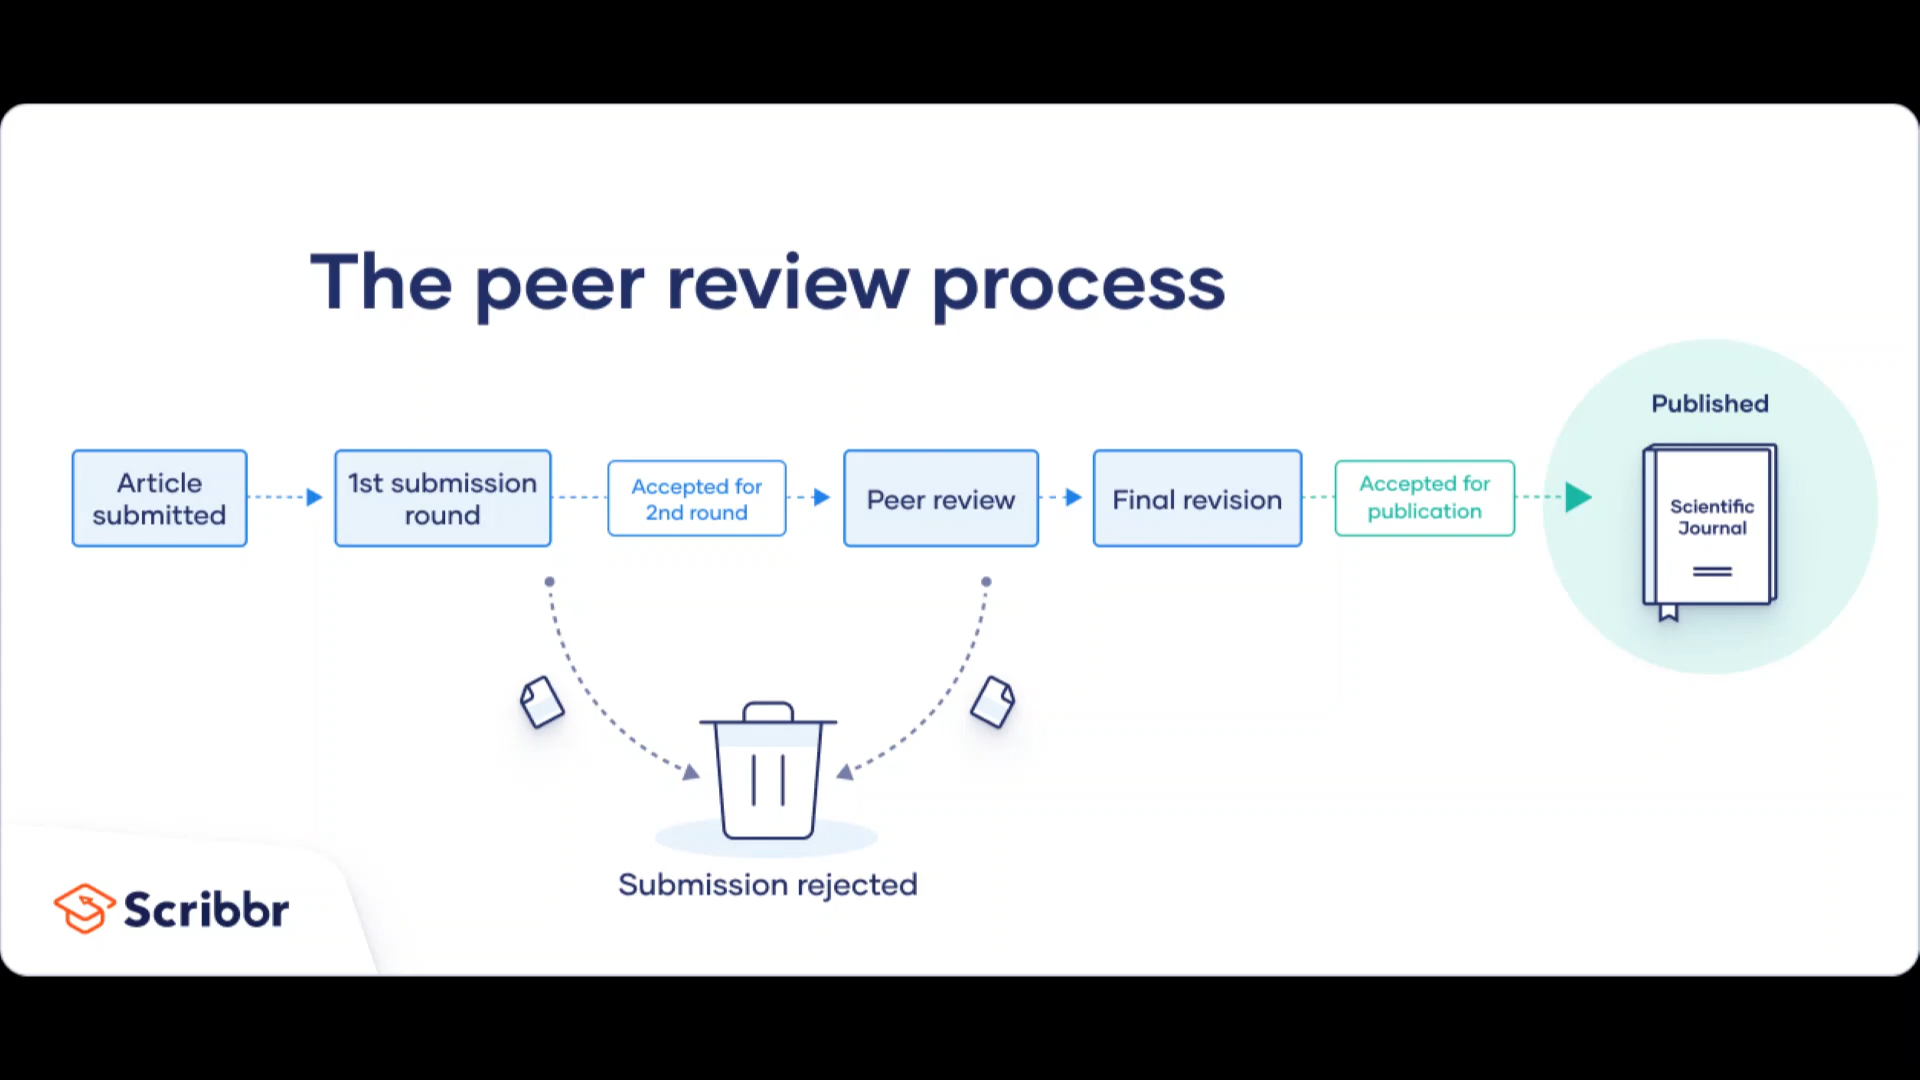 The peer review process
Article
submitted
1st submission
round
Accepted for
2nd round
Peer review
Final revision
Accepted for
publication
Published
Scientific
Journal
Submission rejected
Scribbr